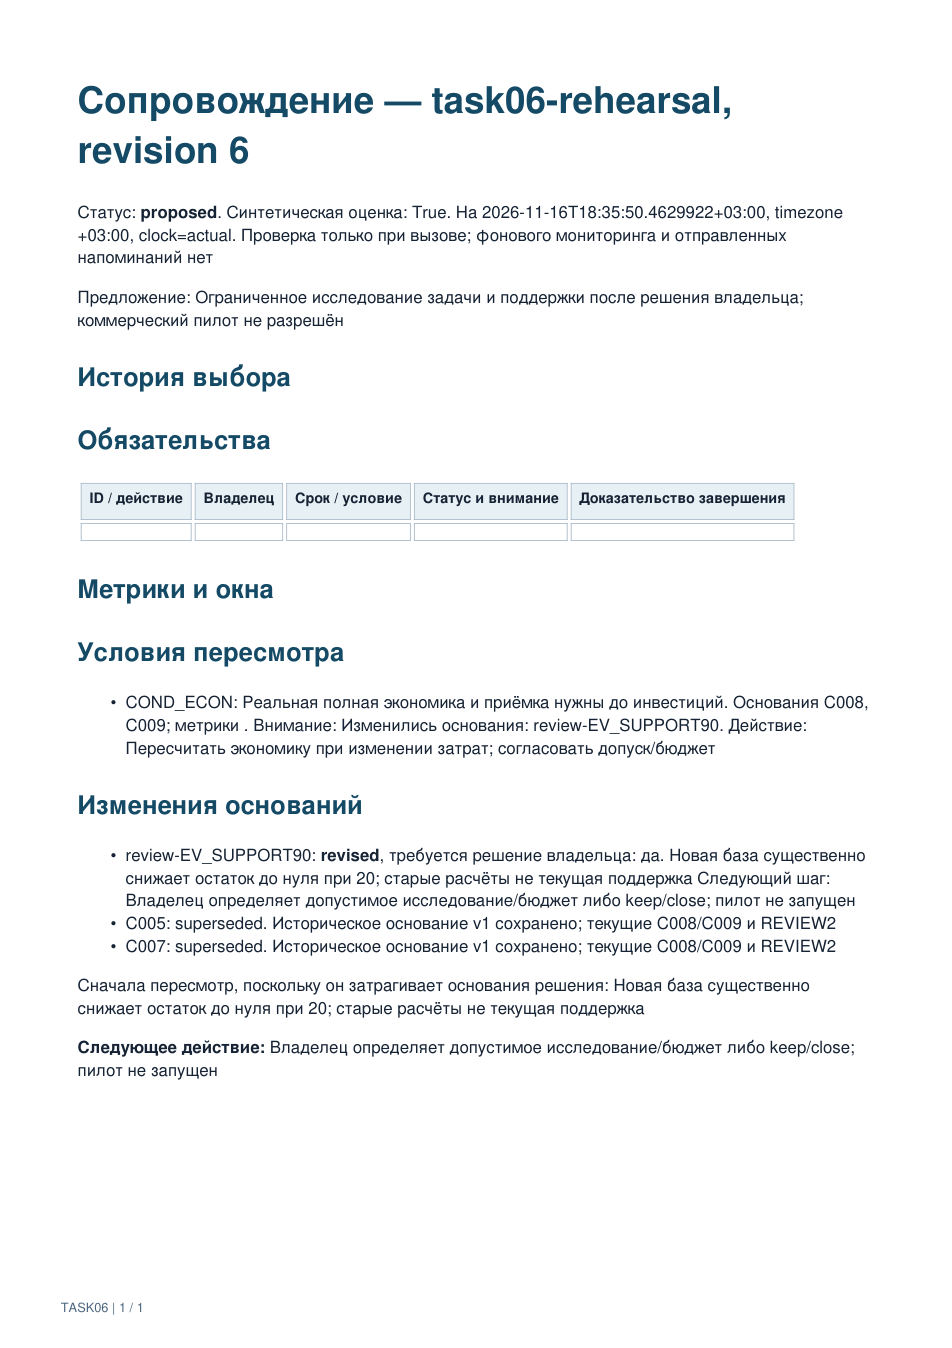 Сопровождение — task06-rehearsal,
revision 6
Статус: proposed. Синтетическая оценка: True. На 2026-11-16T18:35:50.4629922+03:00, timezone
+03:00, clock=actual. Проверка только при вызове; фонового мониторинга и отправленных
напоминаний нет
Предложение: Ограниченное исследование задачи и поддержки после решения владельца;
коммерческий пилот не разрешён
История выбора
Обязательства
ID / действие Владелец Срок / условие Статус и внимание Доказательство завершения
Метрики и окна
Условия пересмотра
• COND_ECON: Реальная полная экономика и приёмка нужны до инвестиций. Основания C008,
C009; метрики . Внимание: Изменились основания: review-EV_SUPPORT90. Действие:
Пересчитать экономику при изменении затрат; согласовать допуск/бюджет
Изменения оснований
• review-EV_SUPPORT90: revised, требуется решение владельца: да. Новая база существенно
снижает остаток до нуля при 20; старые расчёты не текущая поддержка Следующий шаг:
Владелец определяет допустимое исследование/бюджет либо keep/close; пилот не запущен
• C005: superseded. Историческое основание v1 сохранено; текущие C008/C009 и REVIEW2
• C007: superseded. Историческое основание v1 сохранено; текущие C008/C009 и REVIEW2
Сначала пересмотр, поскольку он затрагивает основания решения: Новая база существенно
снижает остаток до нуля при 20; старые расчёты не текущая поддержка
Следующее действие: Владелец определяет допустимое исследование/бюджет либо keep/close;
пилот не запущен
TASK06 | 1 / 1